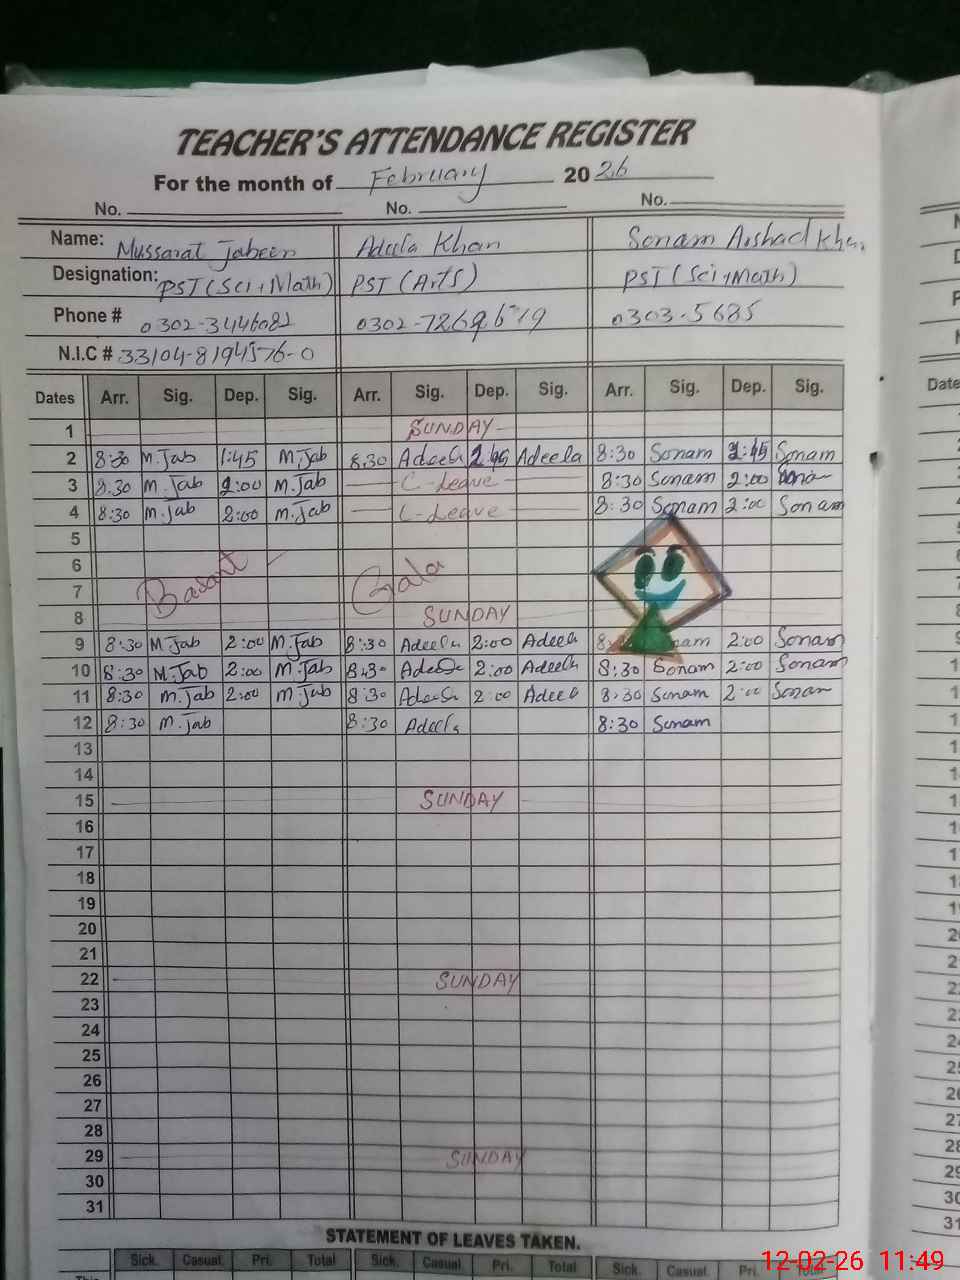 TEACHER'S ATTENDANCE REGISTER
For the month of February 2026
No. No. No.
Name: Mussarat Jabeen Adeela Khan Sonam Arshad Khan
Designation: PST (Sci + Math) PST (Arts) PST (Sci + Math)
Phone # 0302-3446082 0303-5685
N.I.C # 33104-8194576-0
Dates Arr. Sig. Dep. Sig. Arr. Sig. Dep. Sig. Arr. Sig. Dep. Sig.
1 SUNDAY
2 8:30 M.Jab 1:45 M.Jab 8:30 Adeela Adeela 8:30 Sonam Sonam
3 8:30 M.Jab 2:00 M.Jab C-Leave 8:30 Sonam 2:00
4 8:30 M.Jab 2:00 M.Jab C-Leave 8:30 Sonam 2:00 Sonam
5
6
7 Basant Gala
8 SUNDAY
9 8:30 M.Jab 2:00 M.Jab 8:30 Adeela 2:00 Adeela 2:00 Sonam
10 8:30 M.Jab 2:00 M.Jab 8:30 Adeela 2:00 Adeela 8:30 Sonam 2:00 Sonam
11 8:30 M.Jab 2:00 M.Jab 8:30 Adeela 2:00 Adeela 8:30 Sonam 2:00 Sonam
12 8:30 M.Jab 8:30 Adeela 8:30 Sonam
13
14
15 SUNDAY
16
17
18
19
20
21
22 SUNDAY
23
24
25
26
27
28
29 SUNDAY
30
31
STATEMENT OF LEAVES TAKEN.
Sick. Casual. Pri. Total Sick. Casual. Pri. Total Sick. Casual. Pri. Total
12-02-26 11:49